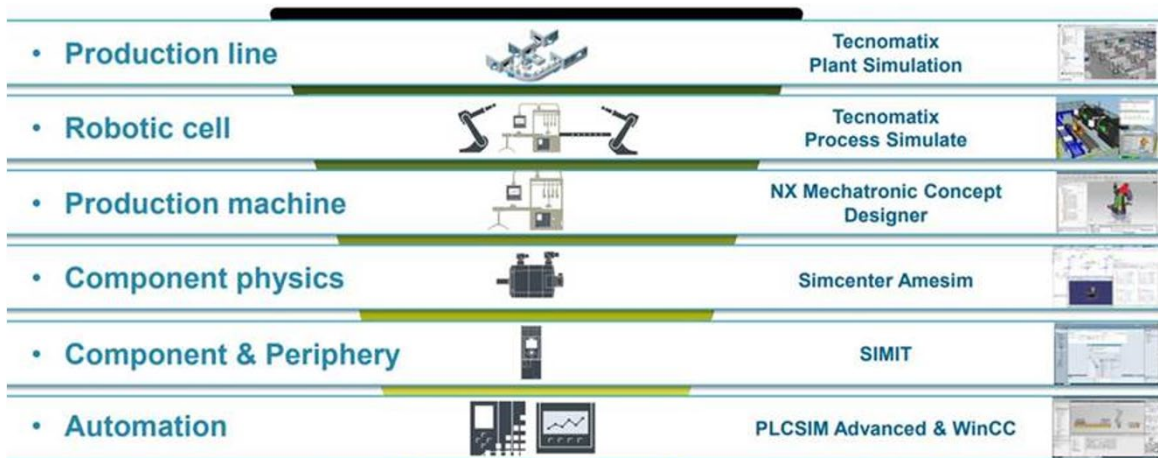 • Production line
Tecnomatix
Plant Simulation
• Robotic cell
Tecnomatix
Process Simulate
• Production machine
NX Mechatronic Concept
Designer
• Component physics
Simcenter Amesim
• Component & Periphery
SIMIT
• Automation
PLCSIM Advanced & WinCC